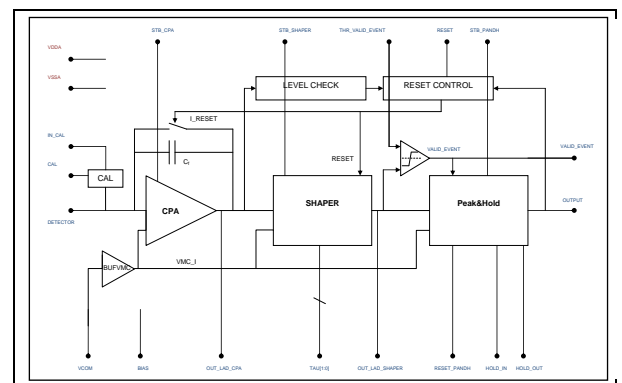 STB_CPA STB_SHAPER THR_VALID_EVENT RESET STB_PANDH
VDDA
VSSA
LEVEL CHECK RESET CONTROL
I_RESET
IN_CAL
Cf
RESET
VALID_EVENT VALID_EVENT
CAL
CAL
SHAPER Peak&Hold
OUTPUT
CPA
DETECTOR
BUFVMC VMC_I
VCOM BIAS OUT_LAD_CPA TAU[1:0] OUT_LAD_SHAPER RESET_PANDH HOLD_IN HOLD_OUT